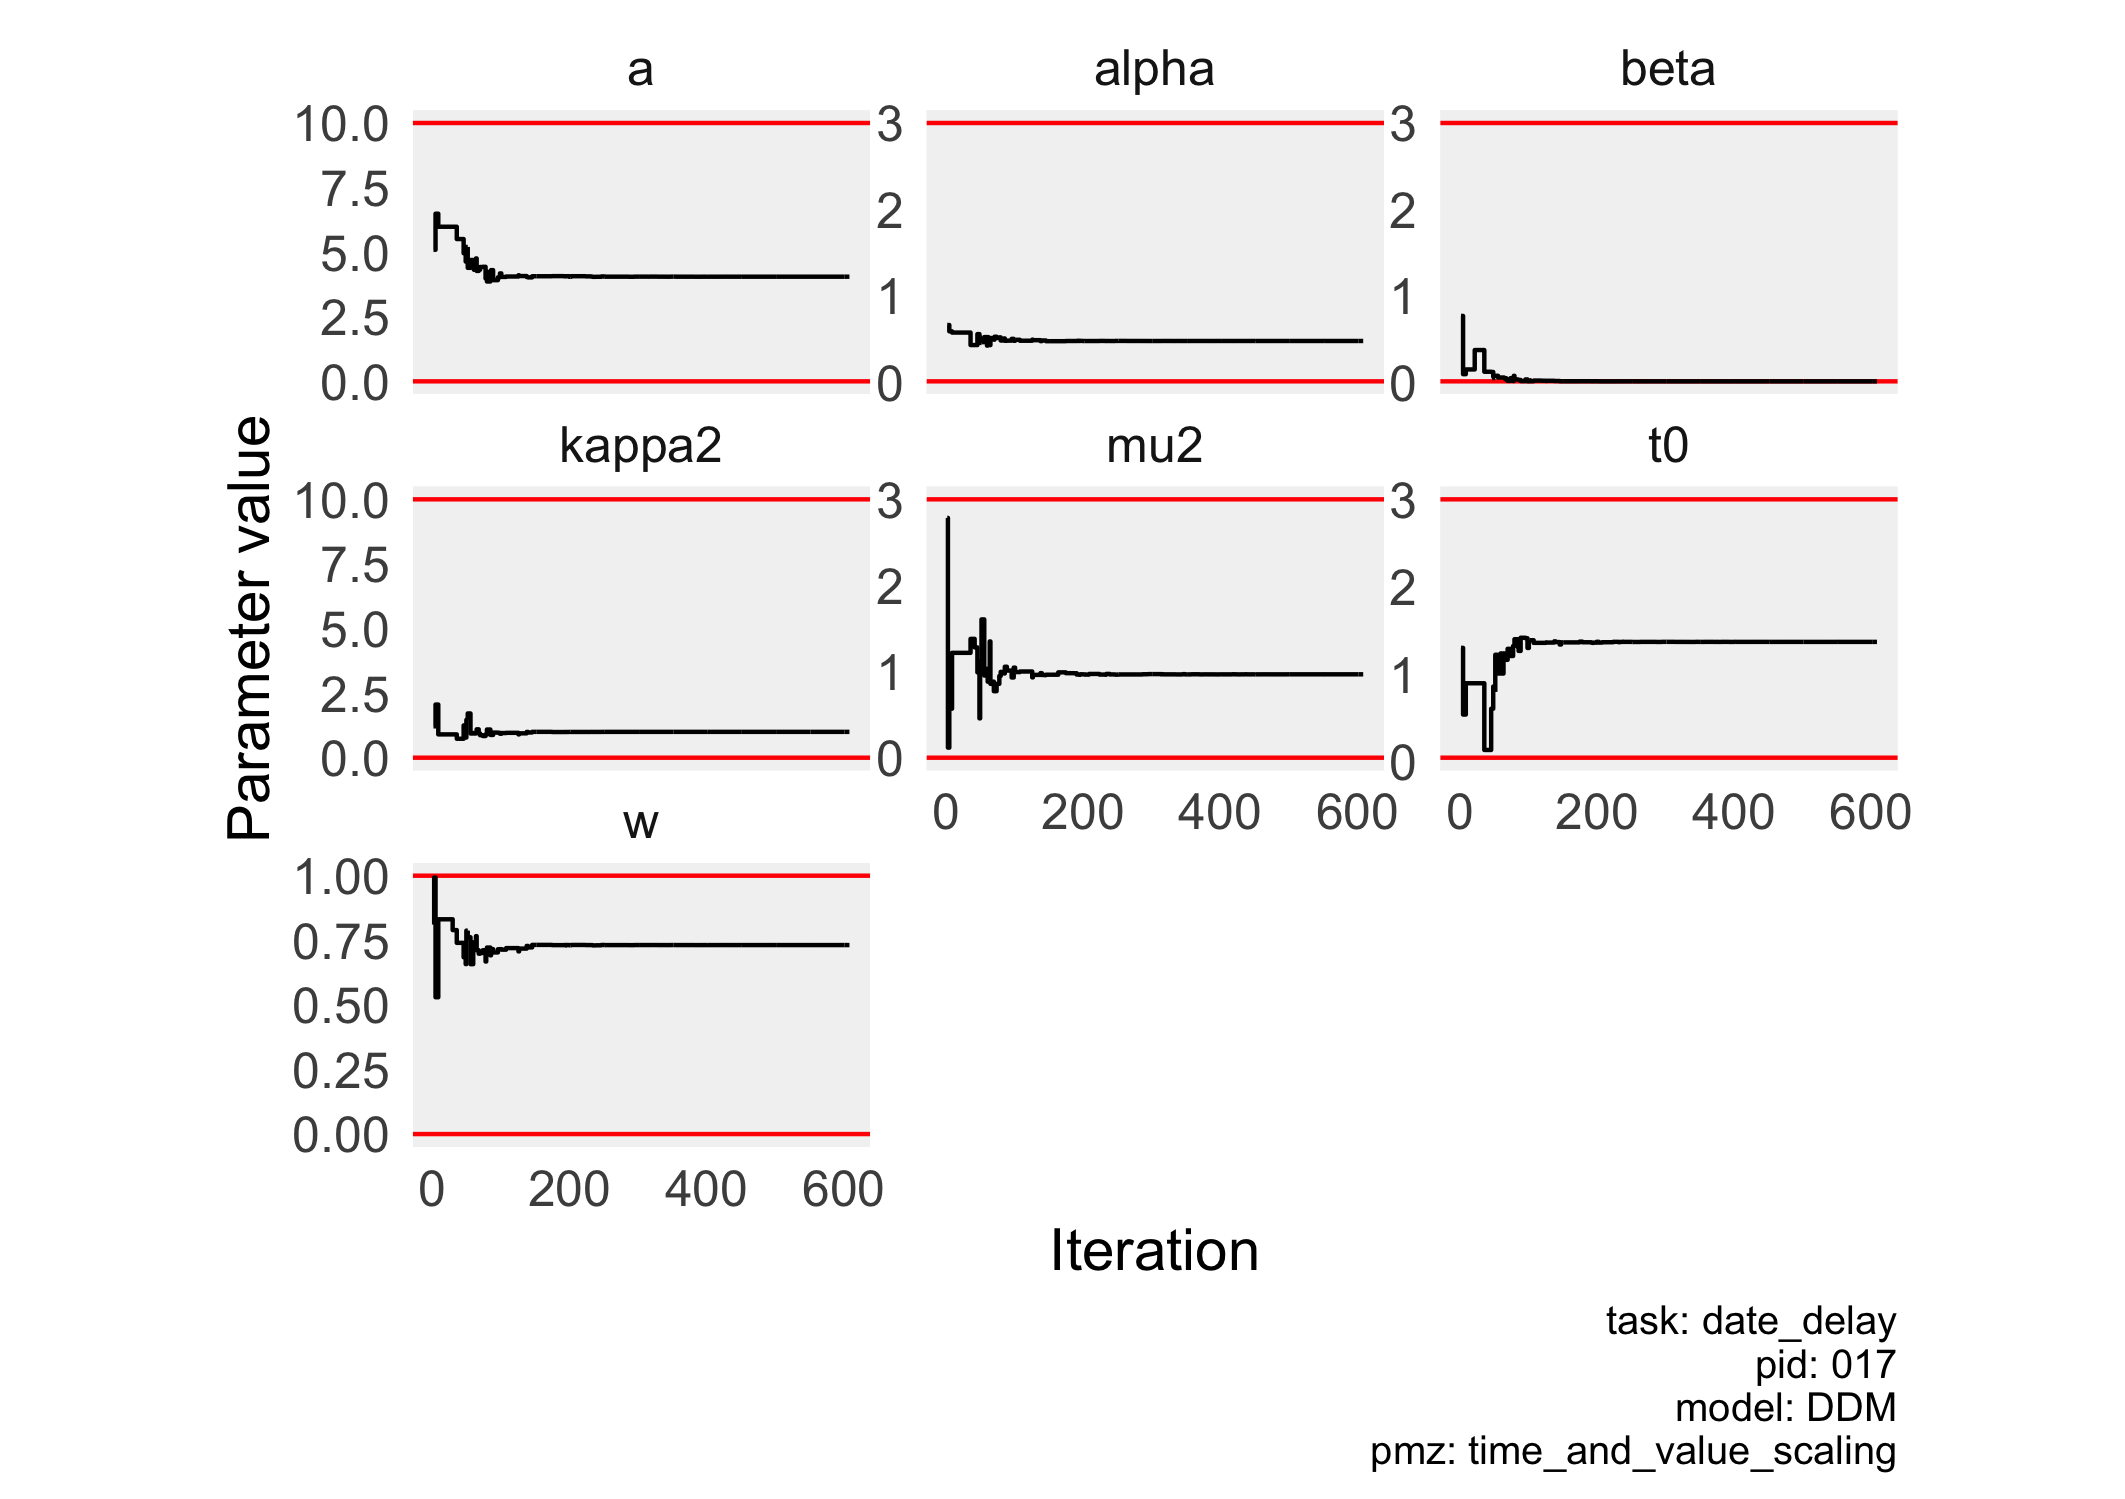 a
alpha
beta
10.0
7.5
5.0
2.5
0.0
3
2
1
0
3
2
1
0
kappa2
mu2
t0
10.0
7.5
5.0
2.5
0.0
3
2
1
0
3
2
1
0
0 200 400 600
0 200 400 600
w
1.00
0.75
0.50
0.25
0.00
0 200 400 600
Parameter value
Iteration
task: date_delay
pid: 017
model: DDM
pmz: time_and_value_scaling